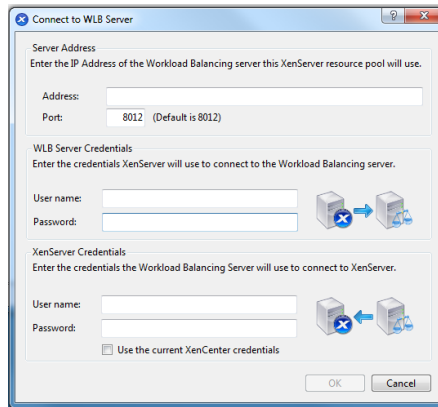 Connect to WLB Server
Server Address
Enter the IP Address of the Workload Balancing server this XenServer resource pool will use.
Address:
Port: 8012 (Default is 8012)
WLB Server Credentials
Enter the credentials XenServer will use to connect to the Workload Balancing server.
User name:
Password:
XenServer Credentials
Enter the credentials the Workload Balancing Server will use to connect to XenServer.
User name:
Password:
Use the current XenCenter credentials
OK Cancel